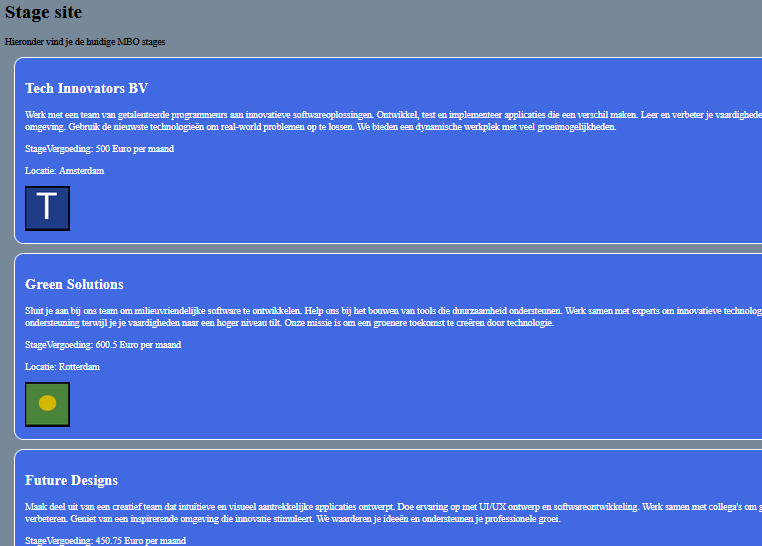 Stage site
Hieronder vind je de huidige MBO stages
Tech Innovators BV
Werk met een team van getalenteerde programmeurs aan innovatieve softwareoplossingen. Ontwikkel, test en implementeer applicaties die een verschil maken. Leer en verbeter je
omgeving. Gebruik de nieuwste technologieën om real-world problemen op te lossen. We bieden een dynamische werkplek met veel groeimogelijkheden.
StageVergoeding: 500 Euro per maand
Locatie: Amsterdam
T
Green Solutions
Sluit je aan bij ons team om milieuvriendelijke software te ontwikkelen. Help ons bij het bouwen van tools die duurzaamheid ondersteunen. Werk samen met experts om innovatieve
ondersteuning terwijl je je vaardigheden naar een hoger niveau tilt. Onze missie is om een groenere toekomst te creëren door technologie.
StageVergoeding: 600.5 Euro per maand
Locatie: Rotterdam
Future Designs
Maak deel uit van een creatief team dat intuïtieve en visueel aantrekkelijke applicaties ontwerpt. Doe ervaring op met UI/UX ontwerp en softwareontwikkeling. Werk samen met collega's om
verbeteren. Geniet van een inspirerende omgeving die innovatie stimuleert. We waarderen je ideeën en ondersteunen je professionele groei.
StageVergoeding: 450.75 Euro per maand